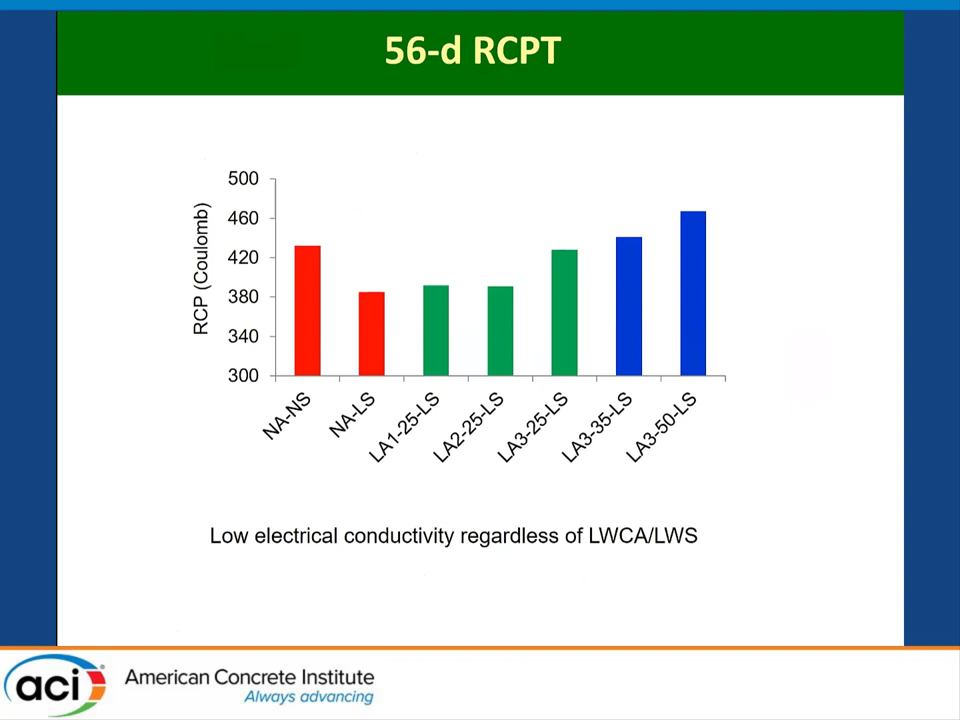 56-d RCPT
RCP (Coulomb)
500
460
420
380
340
300
NA-NS
NA-LS
LA1-25-LS
LA2-25-LS
LA3-25-LS
LA3-35-LS
LA3-50-LS
Low electrical conductivity regardless of LWCA/LWS
aci®
American Concrete Institute
Always advancing